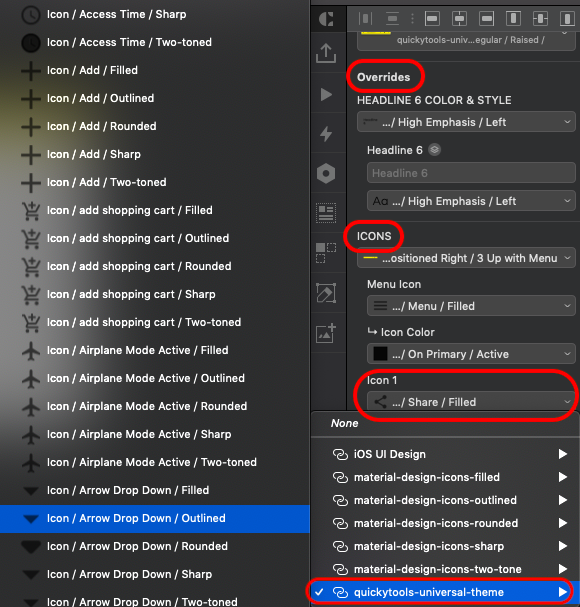 Icon / Access Time / Sharp
Icon / Access Time / Two-toned
Icon / Add / Filled
Icon / Add / Outlined
Icon / Add / Rounded
Icon / Add / Sharp
Icon / Add / Two-toned
Icon / add shopping cart / Filled
Icon / add shopping cart / Outlined
Icon / add shopping cart / Rounded
Icon / add shopping cart / Sharp
Icon / add shopping cart / Two-toned
Icon / Airplane Mode Active / Filled
Icon / Airplane Mode Active / Outlined
Icon / Airplane Mode Active / Rounded
Icon / Airplane Mode Active / Sharp
Icon / Airplane Mode Active / Two-toned
Icon / Arrow Drop Down / Filled
Icon / Arrow Drop Down / Outlined
Icon / Arrow Drop Down / Rounded
Icon / Arrow Drop Down / Sharp
Icon / Arrow Drop Down / Two-toned
quickytools-univ...egular / Raised /
Overrides
HEADLINE 6 COLOR & STYLE
.../ High Emphasis / Left
Headline 6
Headline 6
Aa .../ High Emphasis / Left
ICONS
...ositioned Right / 3 Up with Menu
Menu Icon
.../ Menu / Filled
↳ Icon Color
.../ On Primary / Active
Icon 1
.../ Share / Filled
None
iOS UI Design
material-design-icons-filled
material-design-icons-outlined
material-design-icons-rounded
material-design-icons-sharp
material-design-icons-two-tone
quickytools-universal-theme